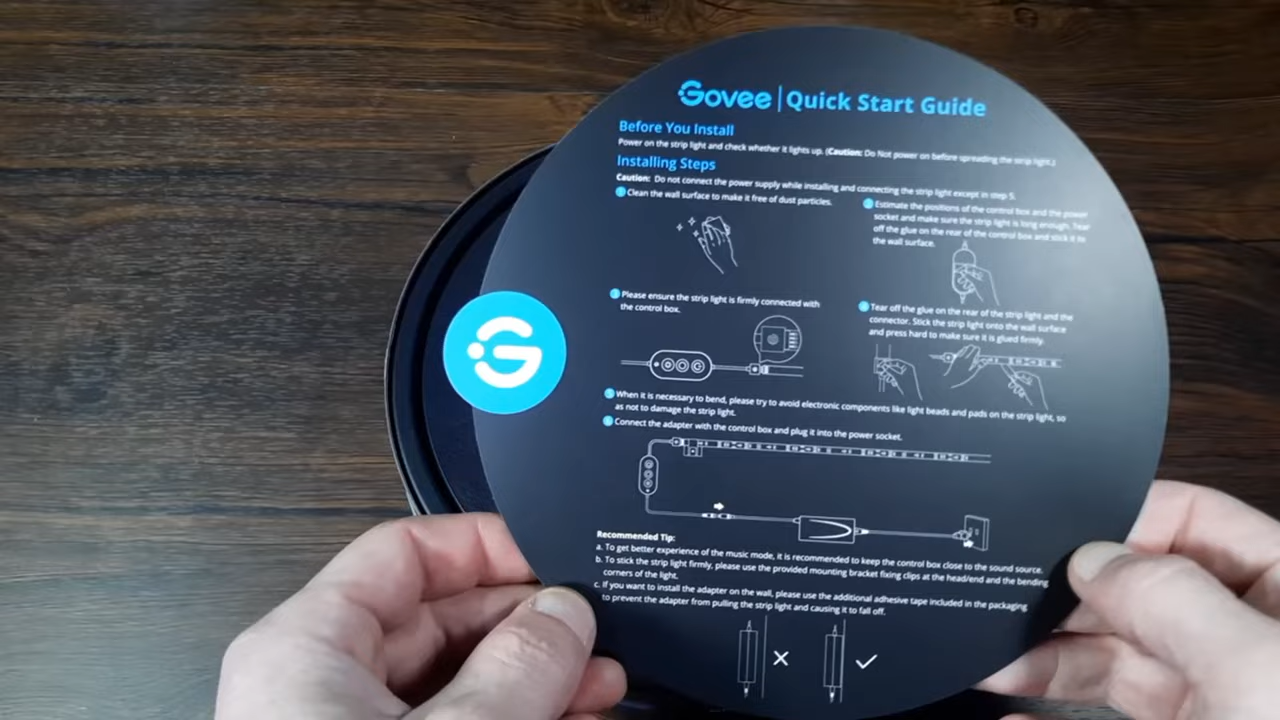 Govee | Quick Start Guide
Before You Install
Power on the strip light and check whether it lights up. (Caution: Do Not power on before spreading the strip light.)
Installing Steps
Caution: Do not connect the power supply while installing and connecting the strip light except in step 5.
1 Clean the wall surface to make it free of dust particles.
2 Estimate the positions of the control box and the power
socket and make sure the strip light is long enough. Tear
off the glue on the rear of the control box and stick it to
the wall surface.
3 Please ensure the strip light is firmly connected with
the control box.
4 Tear off the glue on the rear of the strip light and the
connector. Stick the strip light onto the wall surface
and press hard to make sure it is glued firmly.
5 When it is necessary to bend, please try to avoid electronic components like light beads and pads on the strip light, so
as not to damage the strip light.
6 Connect the adapter with the control box and plug it into the power socket.
Recommended Tip:
a. To get better experience of the music mode, it is recommended to keep the control box close to the sound source.
b. To stick the strip light firmly, please use the provided mounting bracket fixing clips at the head/end and the bending
corners of the light.
c. If you want to install the adapter on the wall, please use the additional adhesive tape included in the packaging
to prevent the adapter from pulling the strip light and causing it to fall off.